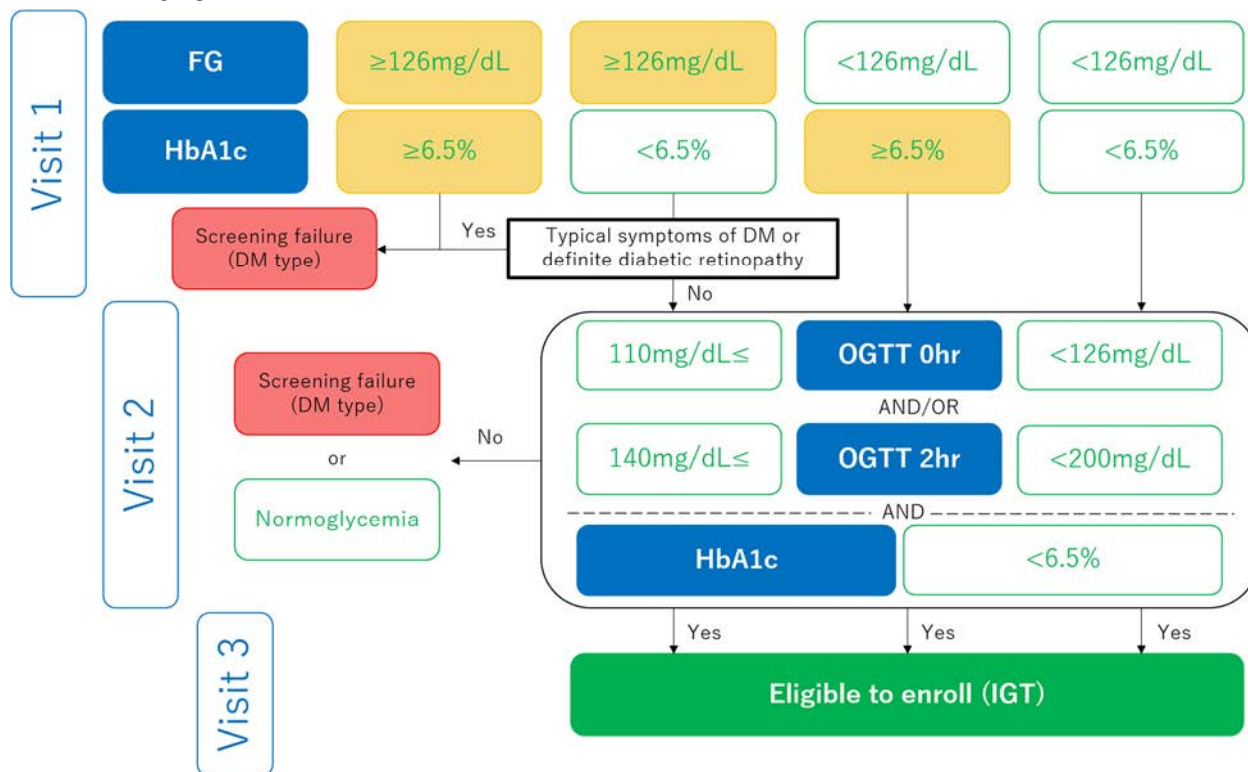 Visit 1
FG
≥126mg/dL
≥126mg/dL
<126mg/dL
<126mg/dL
HbA1c
≥6.5%
<6.5%
≥6.5%
<6.5%
Screening failure
(DM type)
Yes
Typical symptoms of DM or
definite diabetic retinopathy
No
Visit 2
110mg/dL≤
OGTT 0hr
<126mg/dL
AND/OR
140mg/dL≤
OGTT 2hr
<200mg/dL
AND
HbA1c
<6.5%
No
Screening failure
(DM type)
or
Normoglycemia
Yes
Yes
Yes
Visit 3
Eligible to enroll (IGT)